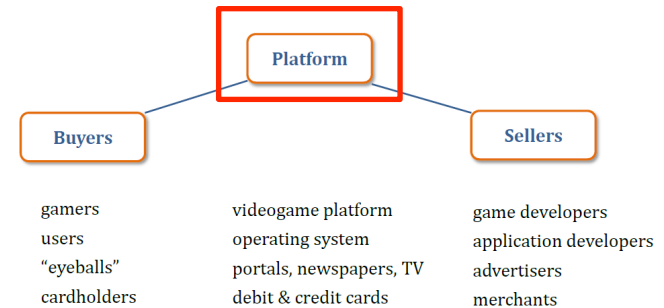 Platform
Buyers
Sellers
gamers videogame platform game developers
users operating system application developers
“eyeballs” portals, newspapers, TV advertisers
cardholders debit & credit cards merchants